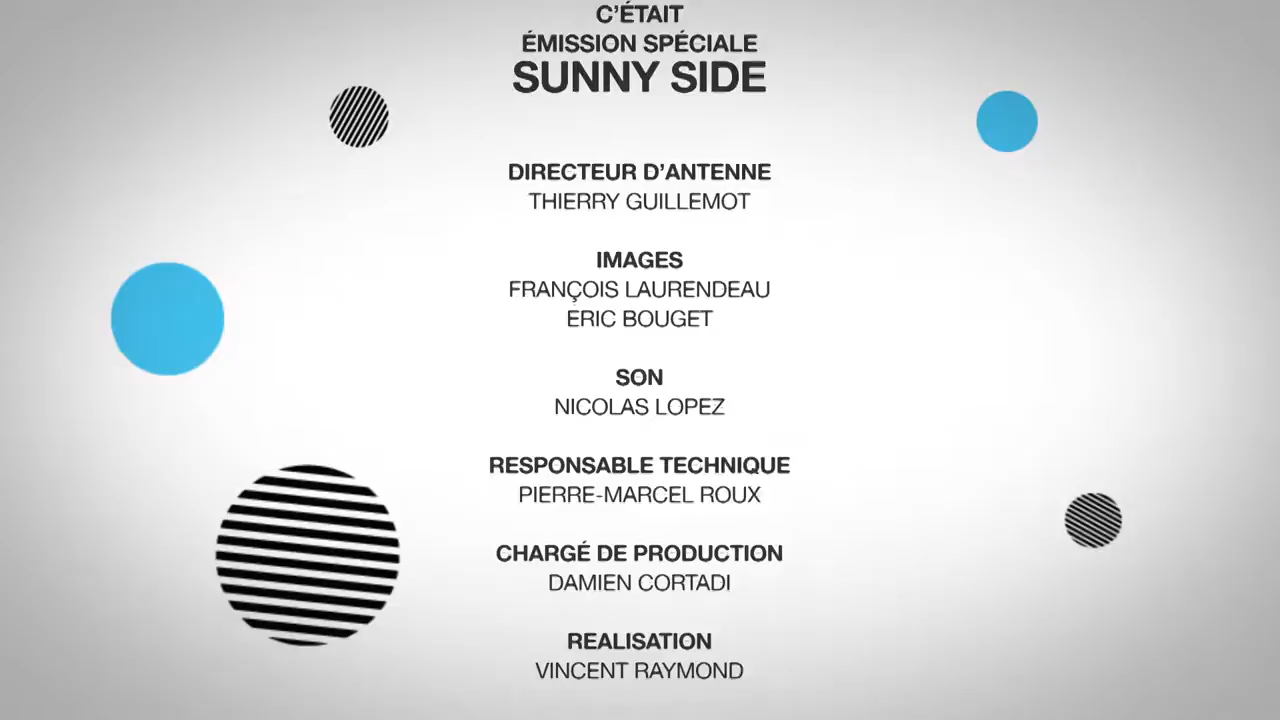 C'ÉTAIT
ÉMISSION SPÉCIALE
SUNNY SIDE
DIRECTEUR D'ANTENNE
THIERRY GUILLEMOT
IMAGES
FRANÇOIS LAURENDEAU
ERIC BOUGET
SON
NICOLAS LOPEZ
RESPONSABLE TECHNIQUE
PIERRE-MARCEL ROUX
CHARGÉ DE PRODUCTION
DAMIEN CORTADI
REALISATION
VINCENT RAYMOND